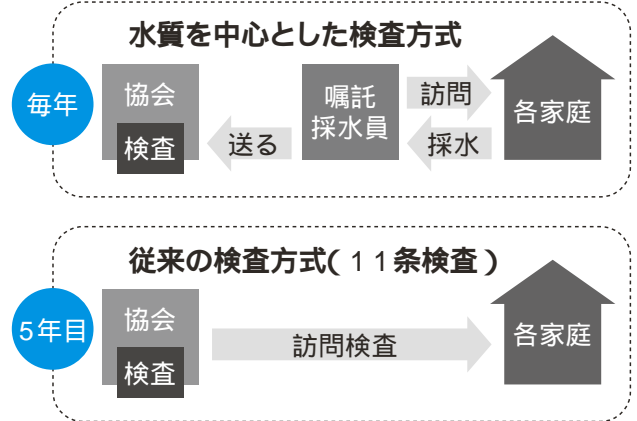 水質を中心とした検査方式
毎年
協会
検査
送る
嘱託
採水員
訪問
採水
各家庭
従来の検査方式(11条検査)
5年目
協会
検査
訪問検査
各家庭